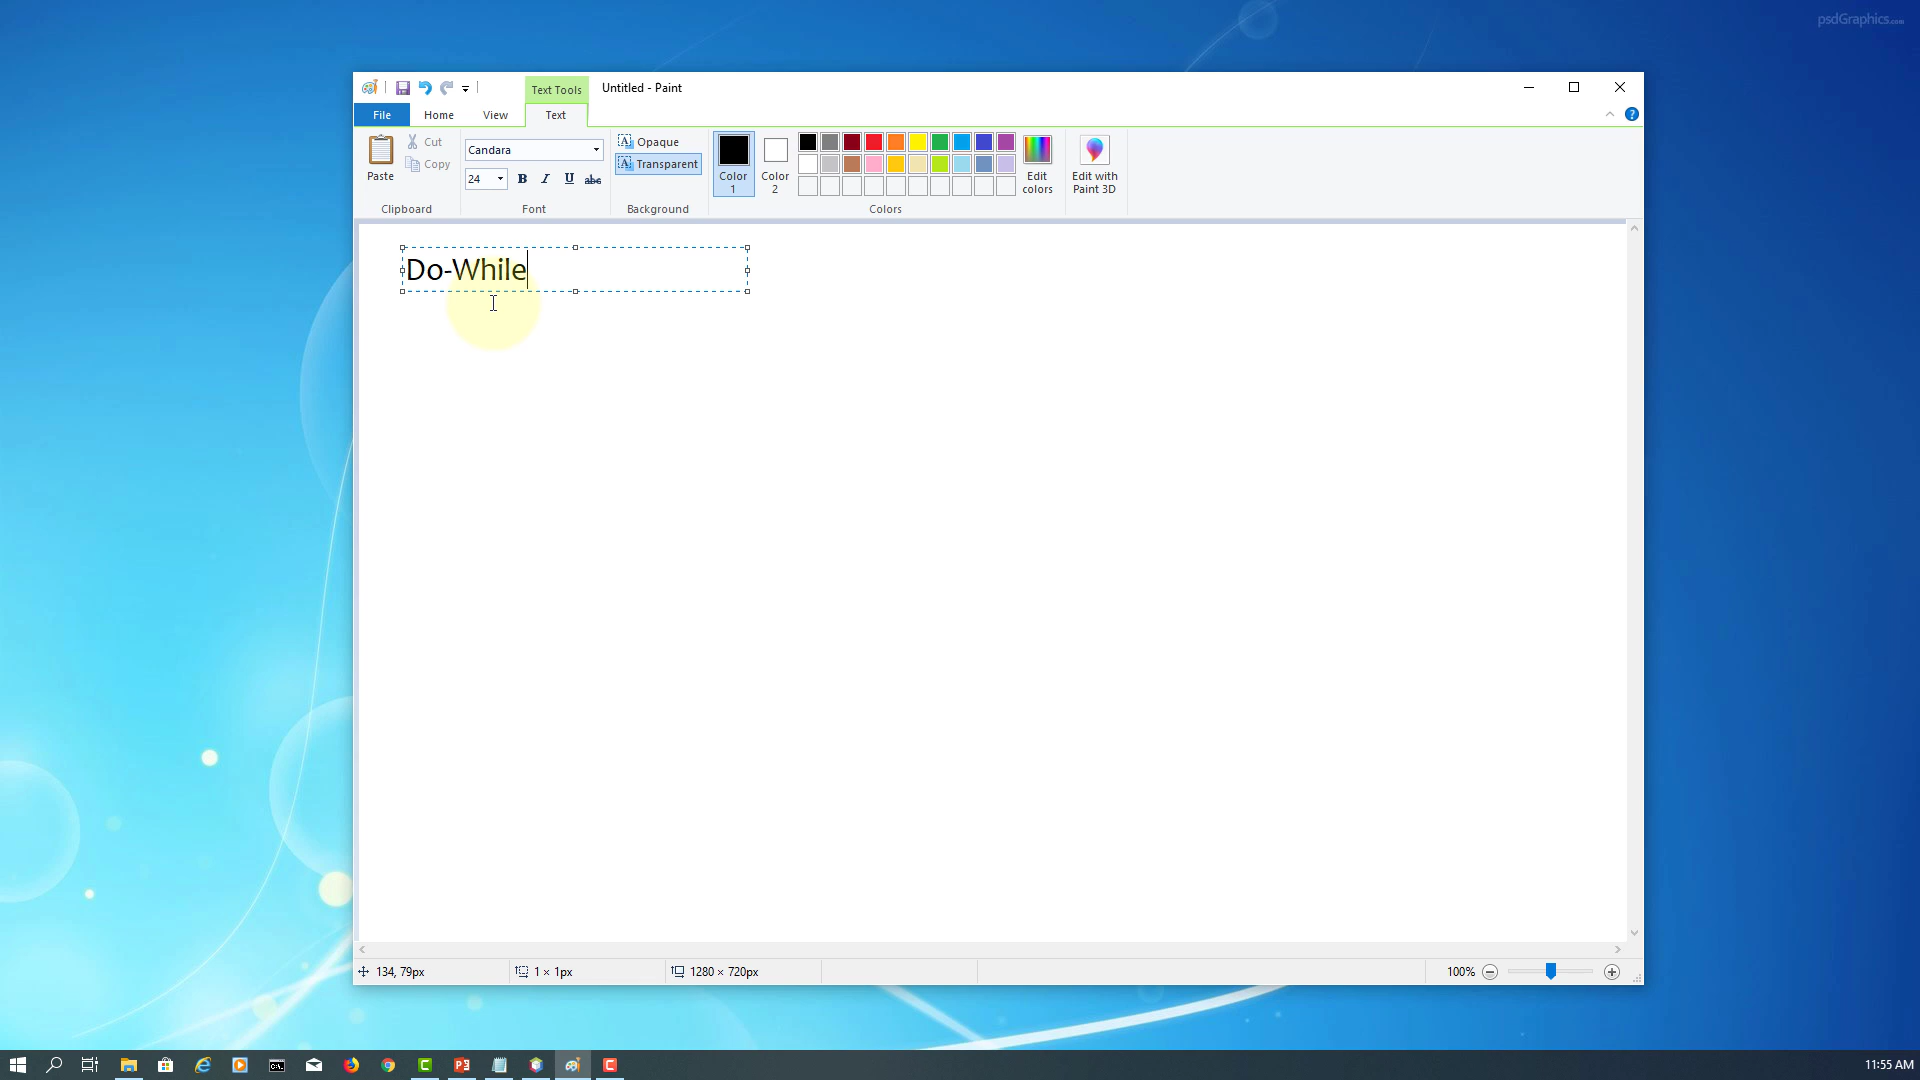 psdGraphics.com
Text Tools
Untitled - Paint
File
Home
View
Text
Paste
Cut
Copy
Clipboard
Candara
24
B I U abc
Font
Opaque
Transparent
Background
Color 1
Color 2
Edit colors
Colors
Edit with Paint 3D
Do-While
134, 79px
1 × 1px
1280 × 720px
100%
11:55 AM